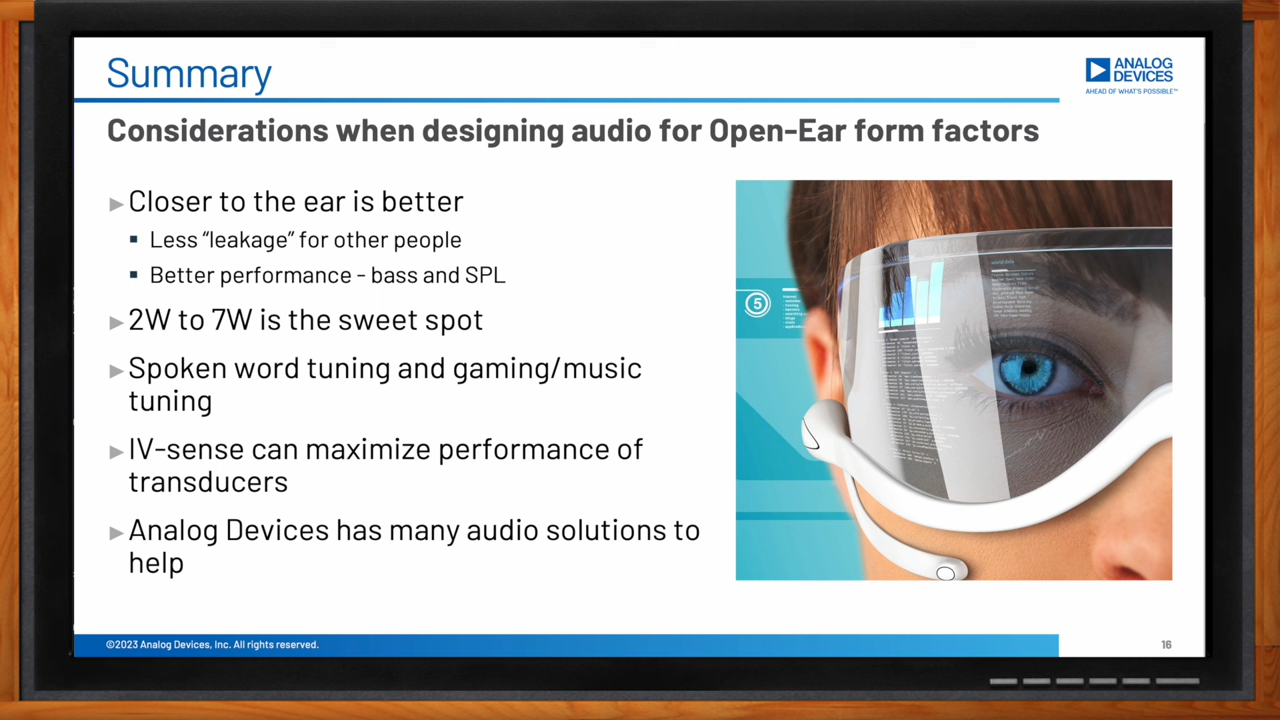 Summary
ANALOG
DEVICES
AHEAD OF WHAT'S POSSIBLE™
Considerations when designing audio for Open-Ear form factors
►Closer to the ear is better
▪ Less “leakage” for other people
▪ Better performance - bass and SPL
►2W to 7W is the sweet spot
►Spoken word tuning and gaming/music
tuning
►IV-sense can maximize performance of
transducers
►Analog Devices has many audio solutions to
help
5
world data
©2023 Analog Devices, Inc. All rights reserved.
16